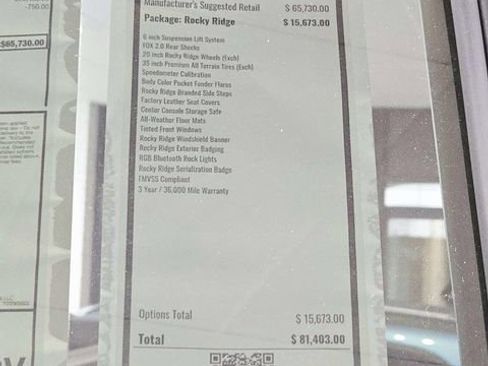 -750.00
$65,730.00
Manufacturer's Suggested Retail $ 65,730.00
Package: Rocky Ridge $ 15,673.00
6 inch Suspension Lift System
FOX 2.0 Rear Shocks
20 inch Rocky Ridge Wheels (Each)
35 inch Premium All Terrain Tires (Each)
Speedometer Calibration
Body Color Pocket Fender Flares
Rocky Ridge Branded Side Steps
Factory Leather Seat Covers
Center Console Storage Safe
All-Weather Floor Mats
Tinted Front Windows
Rocky Ridge Windshield Banner
Rocky Ridge Exterior Badging
RGB Bluetooth Rock Lights
Rocky Ridge Serialization Badge
FMVSS Compliant
3 Year / 36,000 Mile Warranty
Options Total $ 15,673.00
Total $ 81,403.00